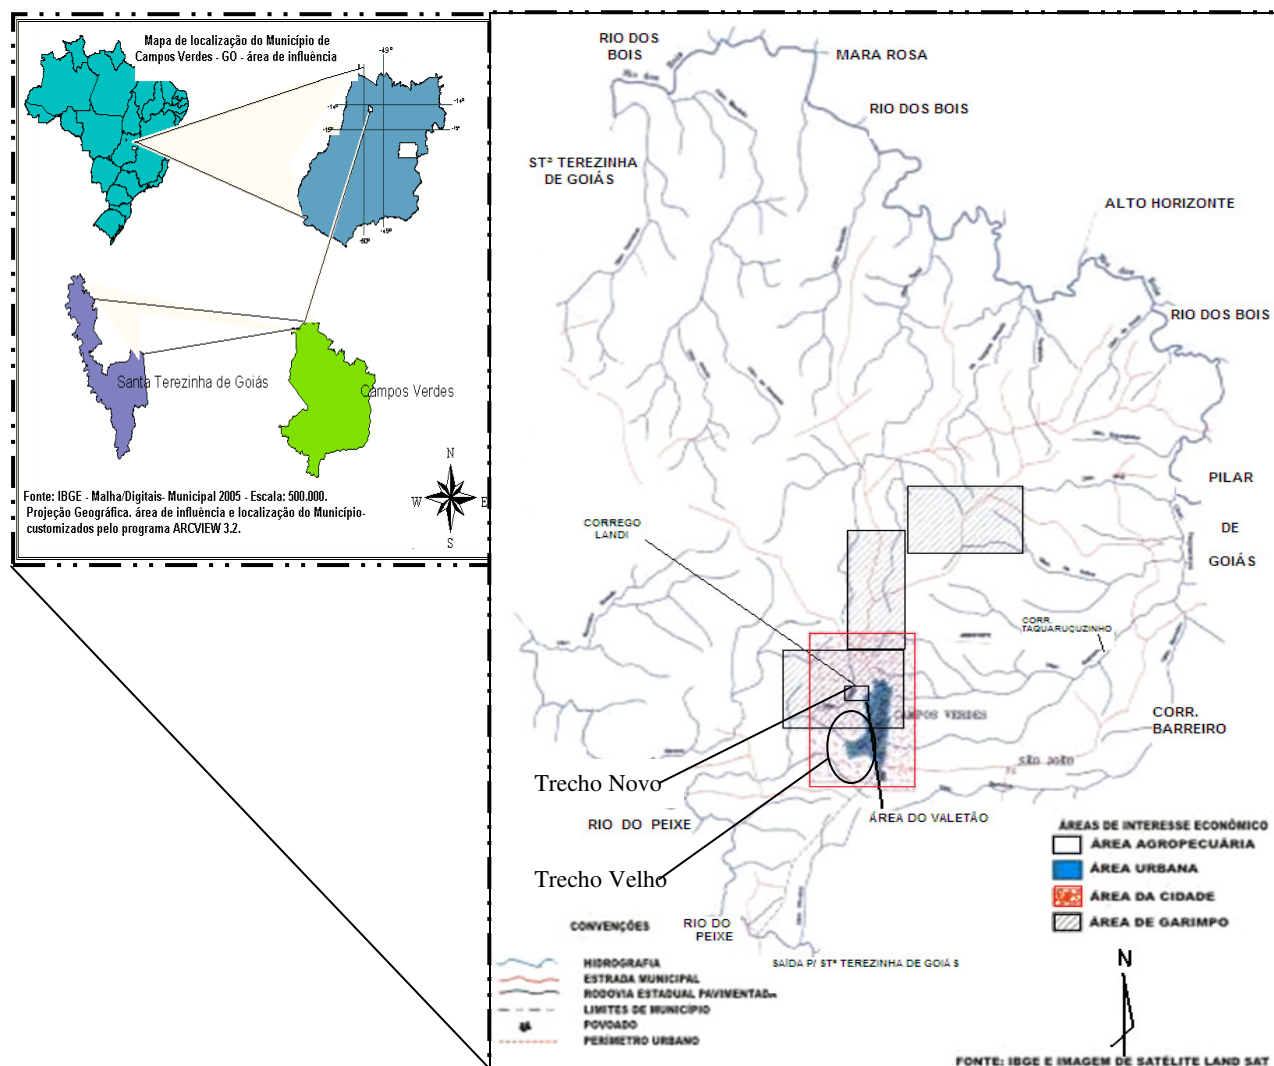 Mapa de localização do Município de
Campos Verdes - GO - área de influência
-49º
-14º
-15º
-50º
-49º
Santa Terezinha de Goiás
Campos Verdes
N
W
E
S
Fonte: IBGE - Malha/Digitais- Municipal 2005 - Escala: 500.000.
Projeção Geográfica. área de influência e localização do Município-
customizados pelo programa ARCVIEW 3.2.
RIO DOS
BOIS
MARA ROSA
RIO DOS BOIS
STª TEREZINHA
DE GOIÁS
ALTO HORIZONTE
RIO DOS BOIS
PILAR
DE
GOIÁS
CORREGO
LANDI
CORR.
TAQUARUÇUZINHO
CAMPOS VERDES
CORR.
BARREIRO
SÃO JOÃO
Trecho Novo
ÁREA DO VALETÃO
RIO DO PEIXE
Trecho Velho
RIO DO
PEIXE
SAÍDA P/ STª TEREZINHA DE GOIÁS
ÁREAS DE INTERESSE ECONÔMICO
ÁREA AGROPECUÁRIA
ÁREA URBANA
ÁREA DA CIDADE
ÁREA DE GARIMPO
CONVENÇÕES
HIDROGRAFIA
ESTRADA MUNICIPAL
RODOVIA ESTADUAL PAVIMENTADA
LIMITES DE MUNICÍPIO
POVOADO
PERÍMETRO URBANO
N
FONTE: IBGE E IMAGEM DE SATÉLITE LAND SAT